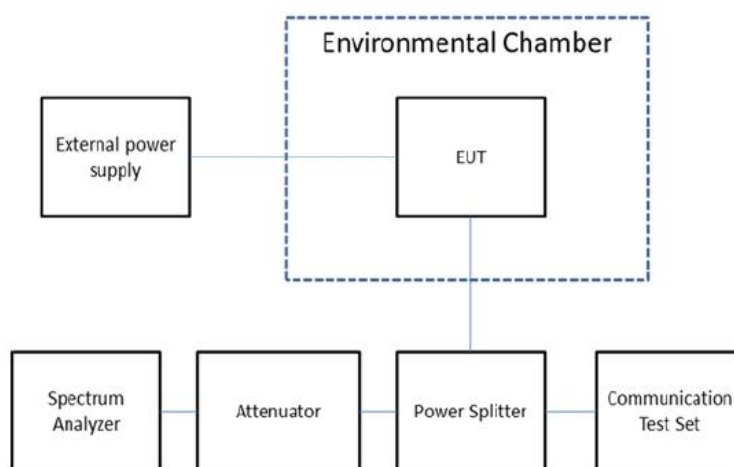 Environmental Chamber
External power
supply
EUT
Spectrum
Analyzer
Attenuator
Power Splitter
Communication
Test Set